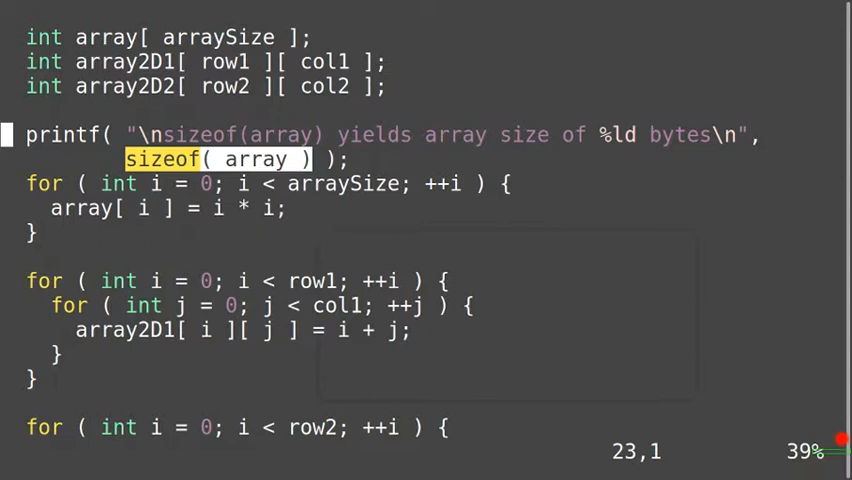 int array[ arraySize ];
int array2D1[ row1 ][ col1 ];
int array2D2[ row2 ][ col2 ];
printf( "\nsizeof(array) yields array size of %ld bytes\n",
sizeof( array ) );
for ( int i = 0; i < arraySize; ++i ) {
array[ i ] = i * i;
}
for ( int i = 0; i < row1; ++i ) {
for ( int j = 0; j < col1; ++j ) {
array2D1[ i ][ j ] = i + j;
}
}
for ( int i = 0; i < row2; ++i ) {
23,1 39%